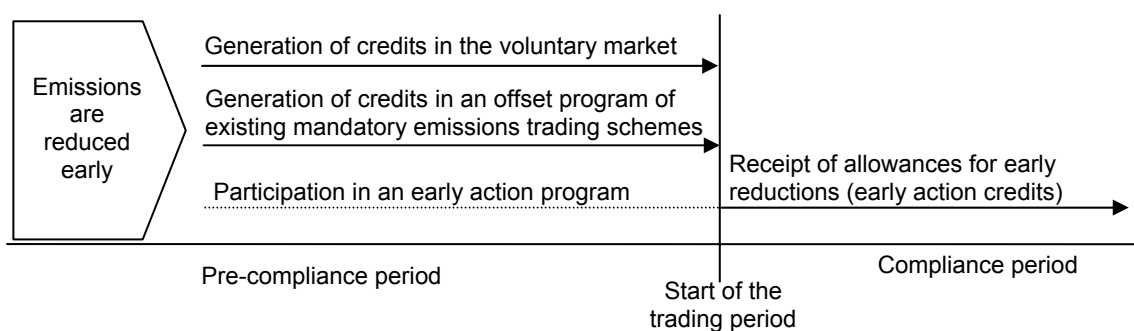 Emissions
are
reduced
early
Generation of credits in the voluntary market
Generation of credits in an offset program of
existing mandatory emissions trading schemes
Participation in an early action program
Receipt of allowances for early
reductions (early action credits)
Pre-compliance period
Start of the
trading period
Compliance period